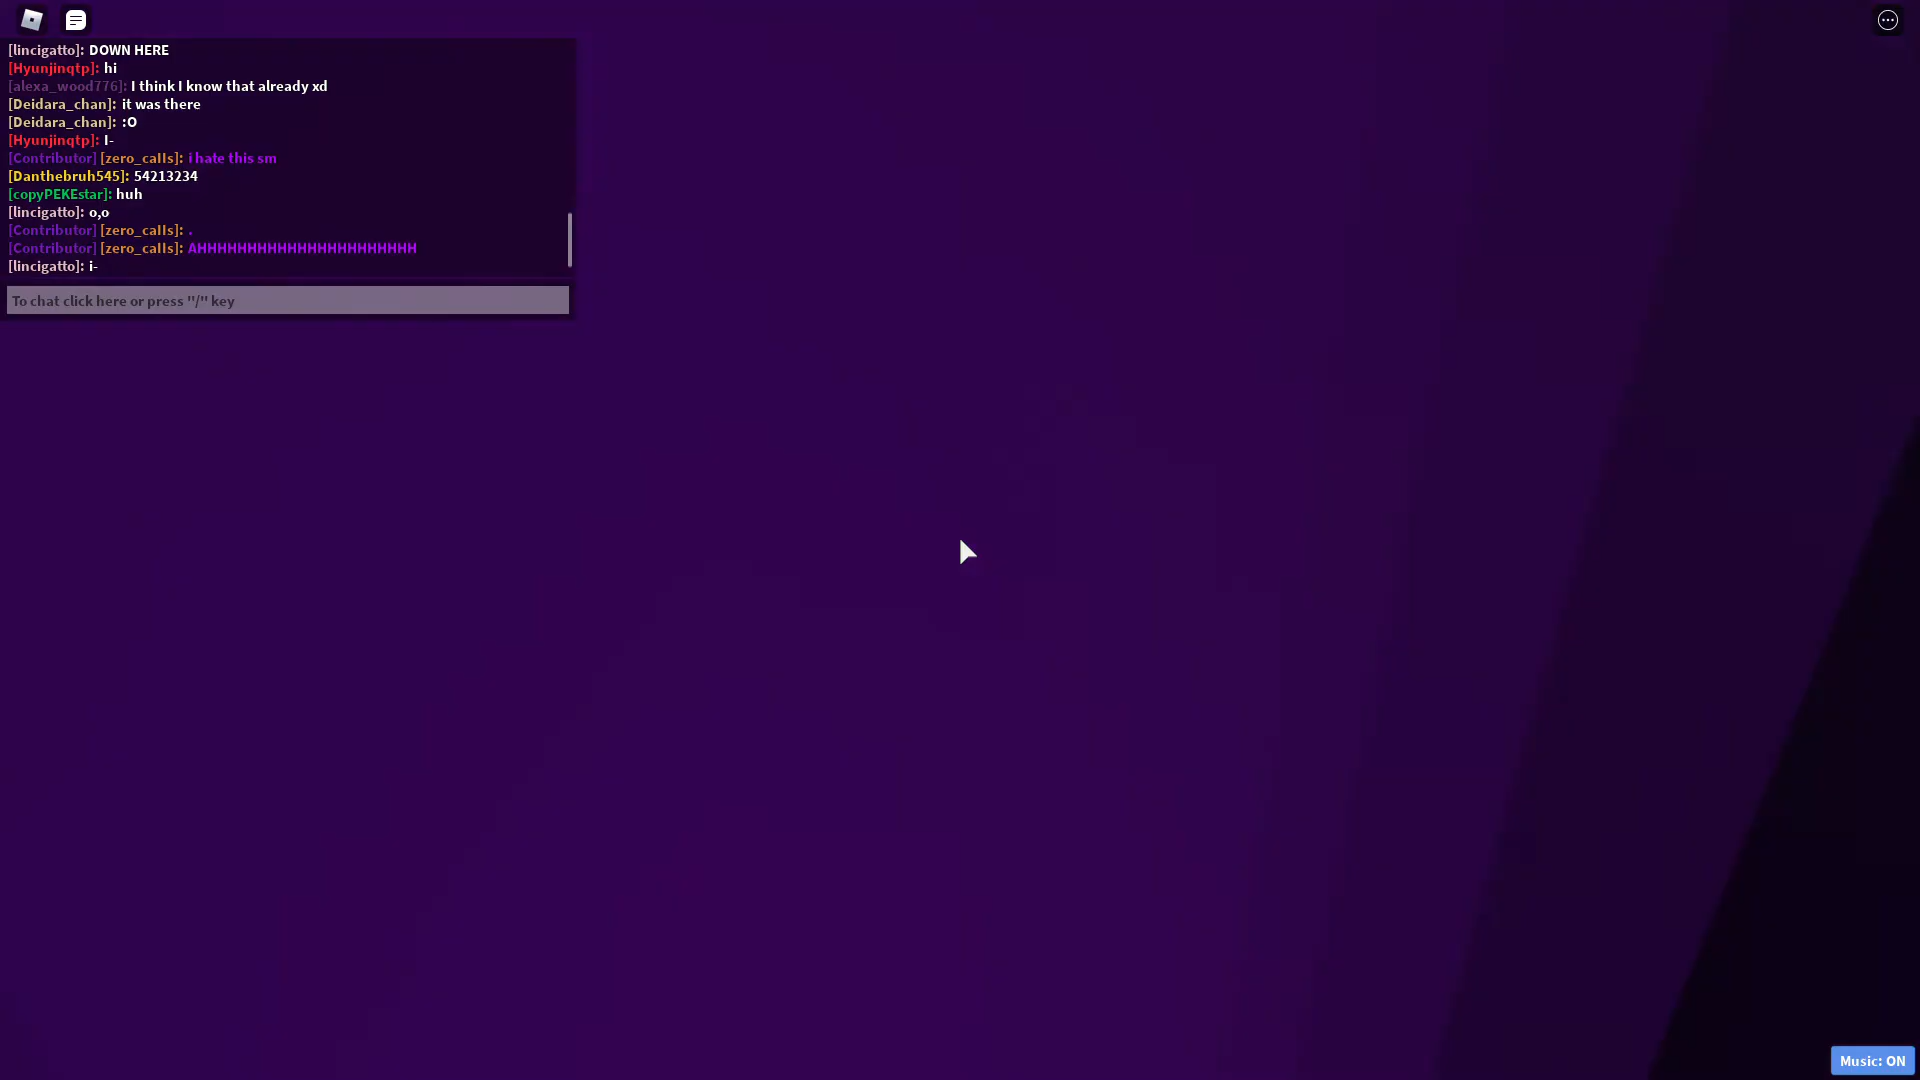 [lincigatto]: DOWN HERE
[Hyunjinqtp]: hi
[alexa_wood776]: I think I know that already xd
[Deidara_chan]: it was there
[Deidara_chan]: :O
[Hyunjinqtp]: I-
[Contributor] [zero_calls]: i hate this sm
[Danthebruh545]: 54213234
[copyPEKEstar]: huh
[lincigatto]: o,o
[Contributor] [zero_calls]: .
[Contributor] [zero_calls]: AHHHHHHHHHHHHHHHHHHHHHH
[lincigatto]: i-
To chat click here or press "/" key
Music: ON